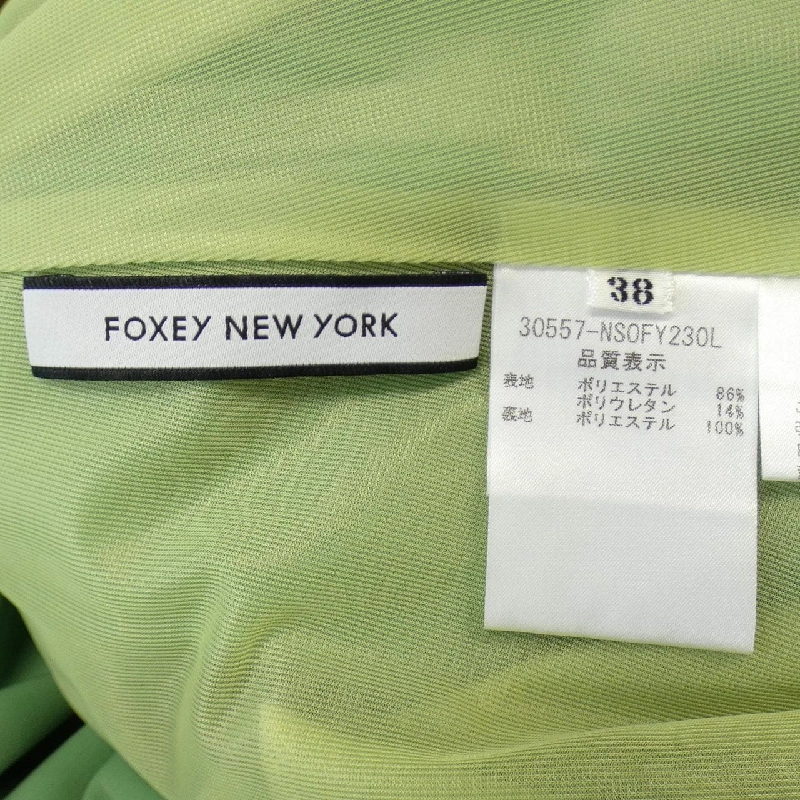 FOXEY NEW YORK
38
30557-NSOFY230L
品質表示
表地 ポリエステル 86%
ポリウレタン 14%
裏地 ポリエステル 100%